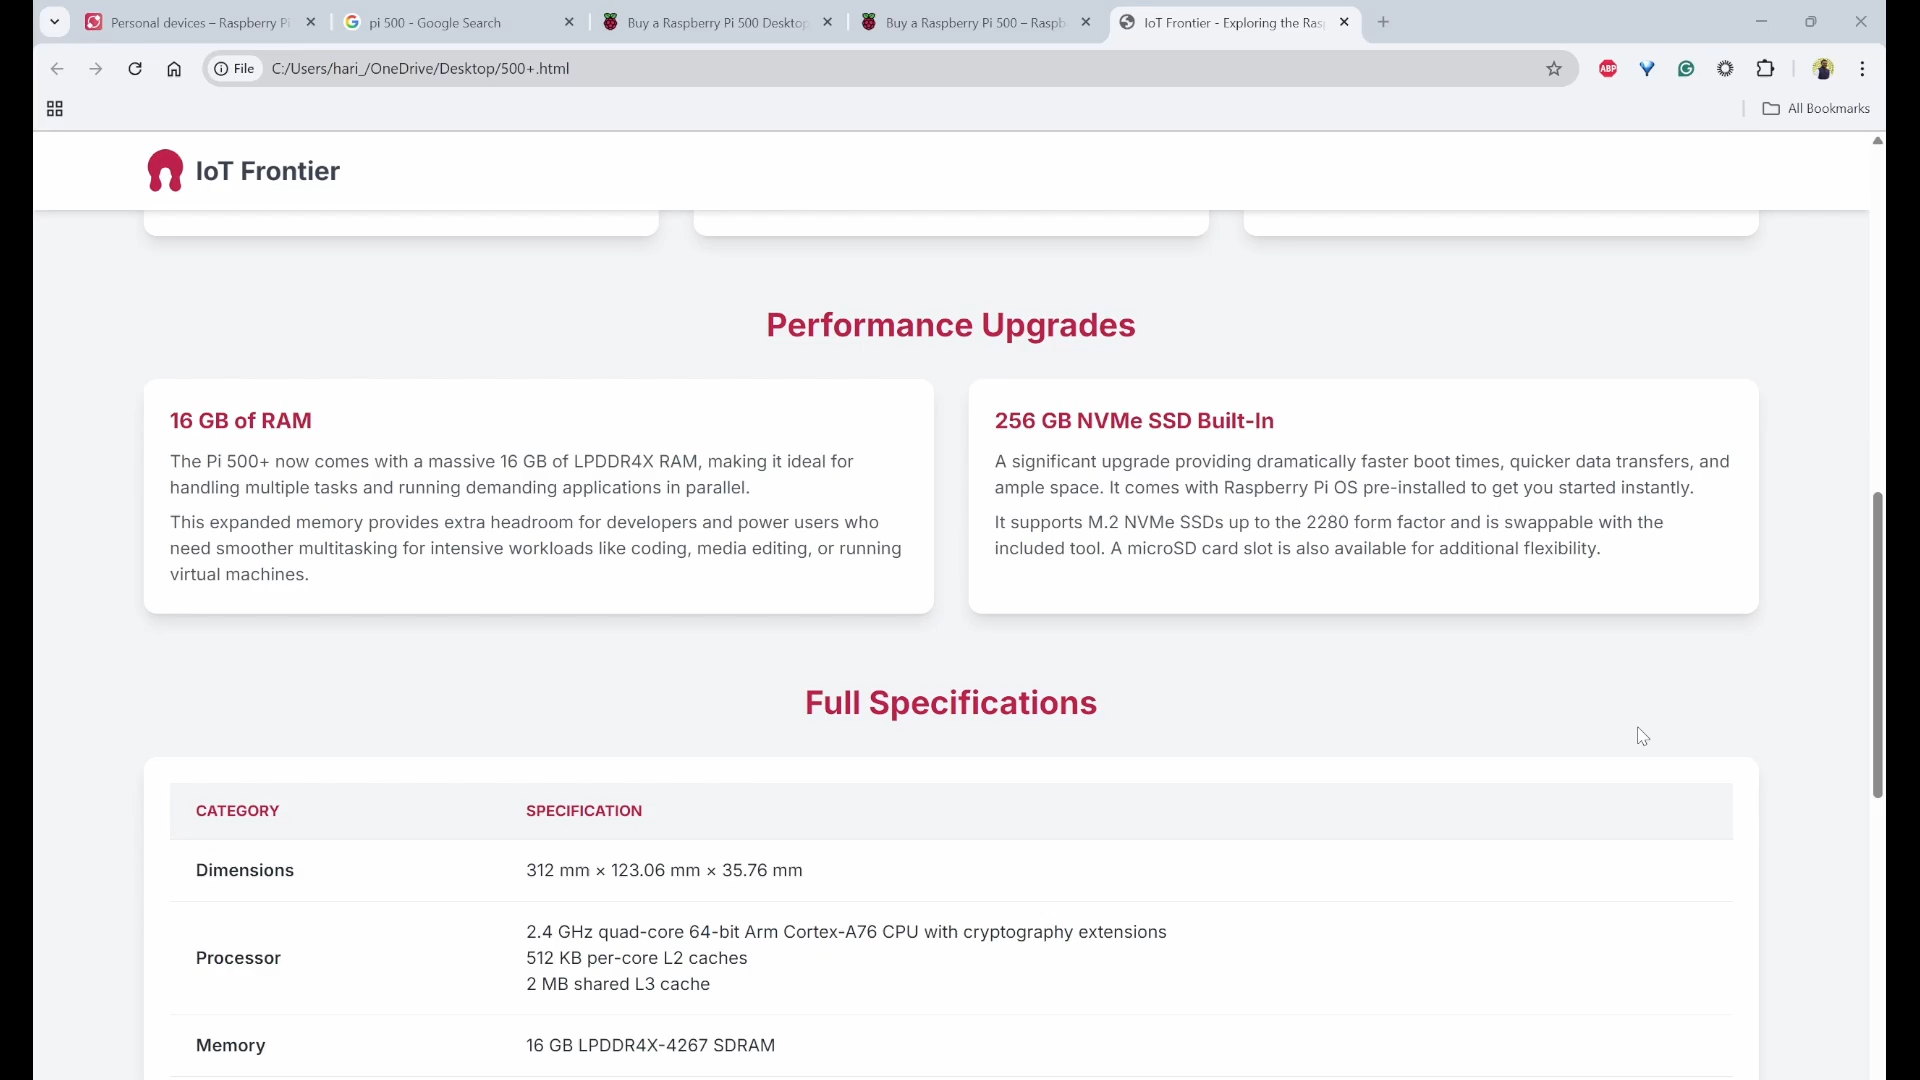 Personal devices – Raspberry Pi
pi 500 - Google Search
Buy a Raspberry Pi 500 Desktop
Buy a Raspberry Pi 500 – Raspb
IoT Frontier - Exploring the Rasp
File
C:/Users/hari_/OneDrive/Desktop/500+.html
ABP
All Bookmarks
IoT Frontier
Performance Upgrades
16 GB of RAM
The Pi 500+ now comes with a massive 16 GB of LPDDR4X RAM, making it ideal for
handling multiple tasks and running demanding applications in parallel.
This expanded memory provides extra headroom for developers and power users who
need smoother multitasking for intensive workloads like coding, media editing, or running
virtual machines.
256 GB NVMe SSD Built-In
A significant upgrade providing dramatically faster boot times, quicker data transfers, and
ample space. It comes with Raspberry Pi OS pre-installed to get you started instantly.
It supports M.2 NVMe SSDs up to the 2280 form factor and is swappable with the
included tool. A microSD card slot is also available for additional flexibility.
Full Specifications
CATEGORY SPECIFICATION
Dimensions 312 mm × 123.06 mm × 35.76 mm
2.4 GHz quad-core 64-bit Arm Cortex-A76 CPU with cryptography extensions
Processor 512 KB per-core L2 caches
2 MB shared L3 cache
Memory 16 GB LPDDR4X-4267 SDRAM